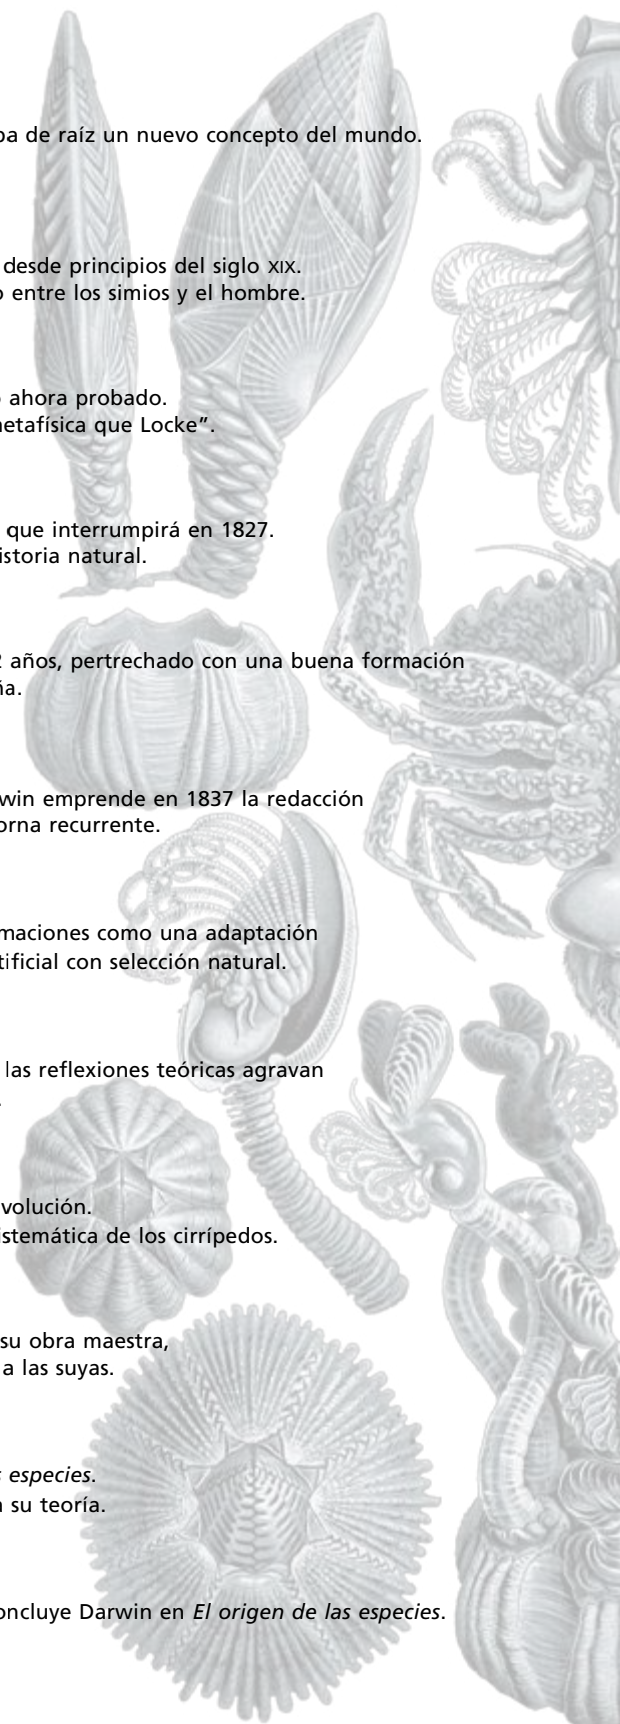 ba de raíz un nuevo concepto del mundo.
desde principios del siglo XIX.
o entre los simios y el hombre.
ahora probado.
metafísica que Locke”.
que interrumpirá en 1827.
istoria natural.
2 años, pertrechado con una buena formación
ña.
win emprende en 1837 la redacción
orna recurrente.
maciones como una adaptación
tificial con selección natural.
las reflexiones teóricas agravan
.
volución.
istemática de los cirrípedos.
su obra maestra,
a las suyas.
s especies.
su teoría.
oncluye Darwin en El origen de las especies.